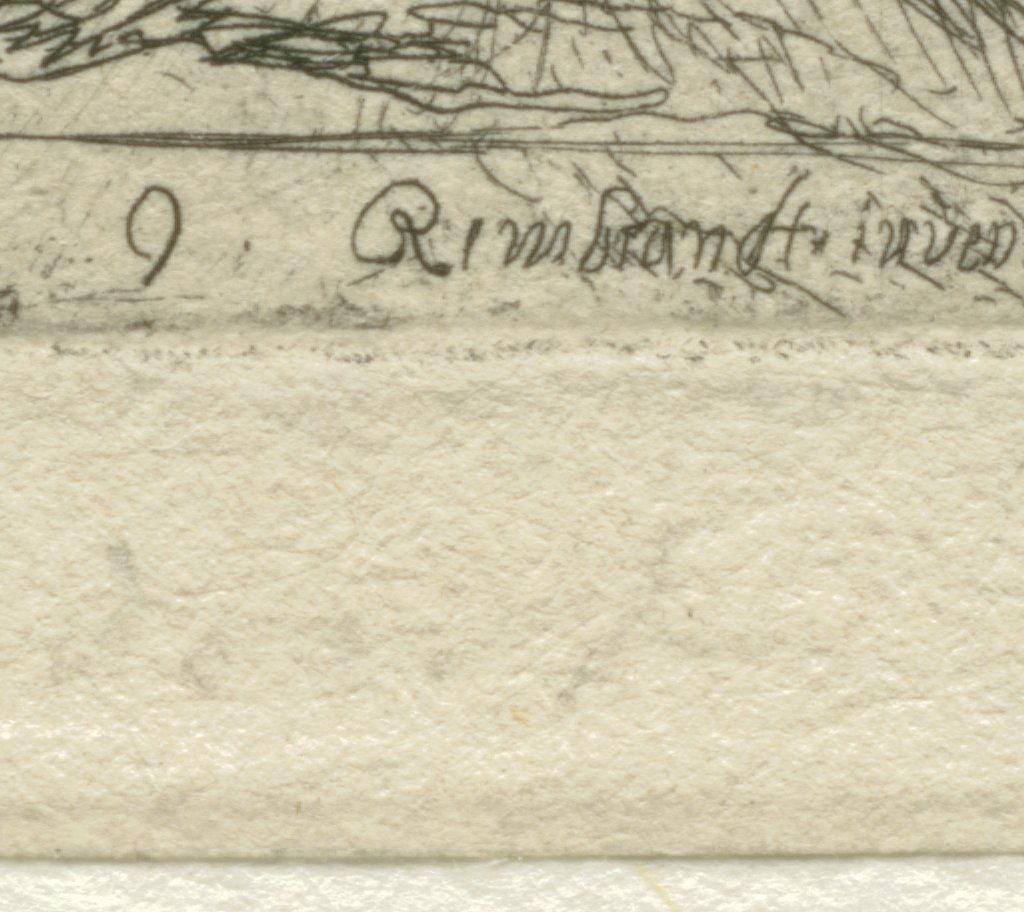 9 Rembrandt. inven